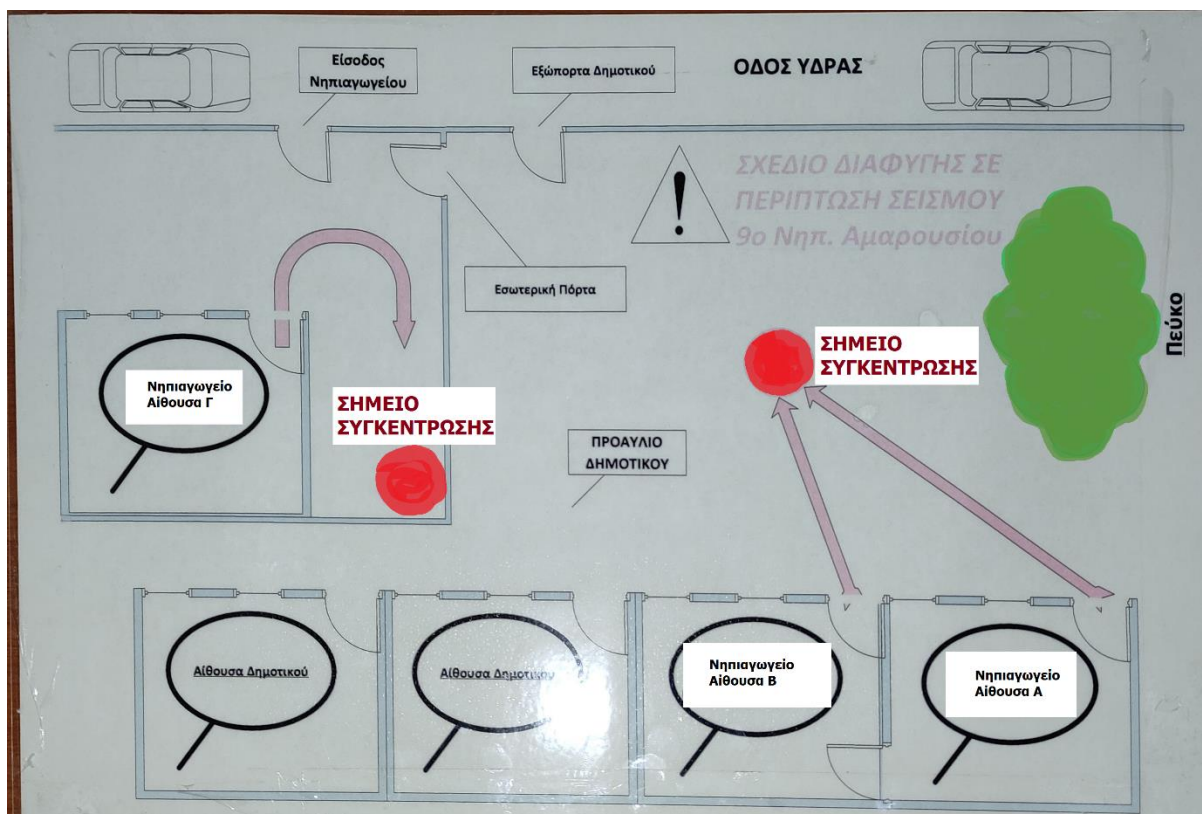 Είσοδος
Νηπιαγωγείου
Εξώπορτα Δημοτικού
ΟΔΟΣ ΥΔΡΑΣ
ΣΧΕΔΙΟ ΔΙΑΦΥΓΗΣ ΣΕ
ΠΕΡΙΠΤΩΣΗ ΣΕΙΣΜΟΥ
9ο Νηπ. Αμαρουσίου
!
Εσωτερική Πόρτα
Πεύκο
ΣΗΜΕΙΟ
ΣΥΓΚΕΝΤΡΩΣΗΣ
Νηπιαγωγείο
Αίθουσα Γ
ΣΗΜΕΙΟ
ΣΥΓΚΕΝΤΡΩΣΗΣ
ΠΡΟΑΥΛΙΟ
ΔΗΜΟΤΙΚΟΥ
Αίθουσα Δημοτικού
Αίθουσα Δημοτικού
Νηπιαγωγείο
Αίθουσα Β
Νηπιαγωγείο
Αίθουσα Α